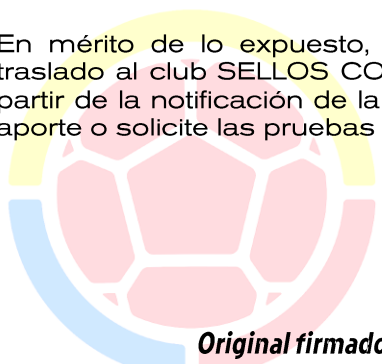 En mérito de lo expuesto,
traslado al club SELLOS CO
partir de la notificación de la
aporte o solicite las pruebas
Original firmado